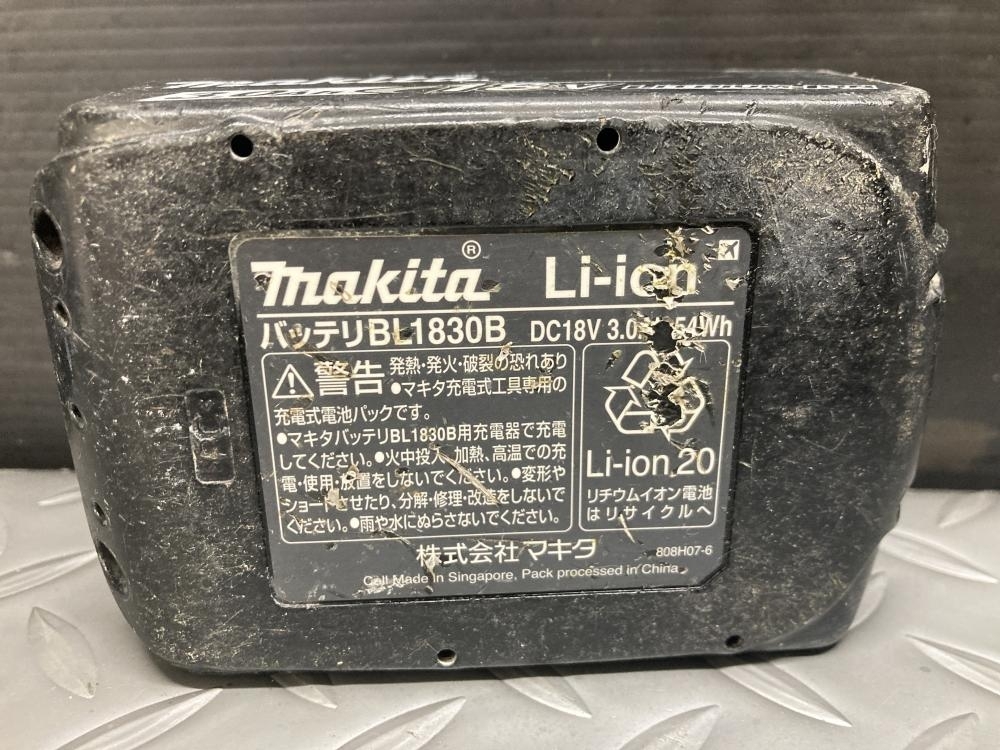 makita
makita®
Li-ion
バッテリBL1830B DC18V 3.0 54Wh
警告 発熱・発火・破裂の恐れあり
●マキタ充電式工具専用の
充電式電池パックです。
●マキタバッテリBL1830B用充電器で充電
してください。●火中投入、加熱、高温での充
電・使用・放置をしないでください。●変形や
ショートさせたり、分解・修理・改造をしないで
ください。●雨や水にぬらさないでください。
Li-ion 20
リチウムイオン電池
はリサイクルへ
株式会社 マキタ
808H07-6
Cell Made in Singapore, Pack processed in China